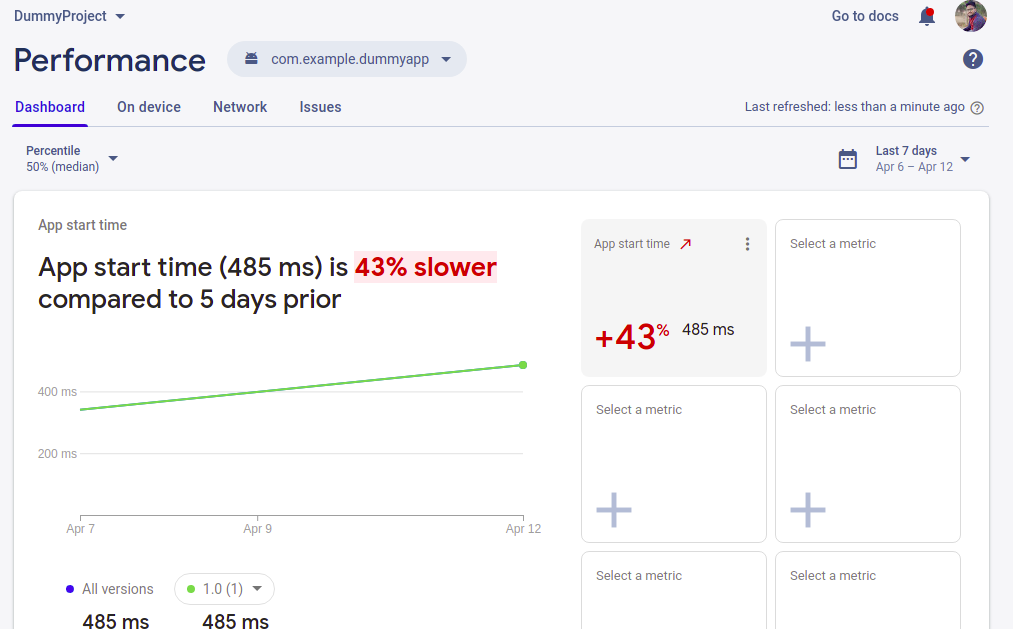 DummyProject
Go to docs
Performance
com.example.dummyapp
?
Dashboard
On device
Network
Issues
Last refreshed: less than a minute ago ?
Percentile
50% (median)
Last 7 days
Apr 6 – Apr 12
App start time
App start time (485 ms) is 43% slower
compared to 5 days prior
400 ms
200 ms
Apr 7
Apr 9
Apr 12
All versions
1.0 (1)
485 ms
485 ms
App start time
+43% 485 ms
Select a metric
Select a metric
Select a metric
Select a metric
Select a metric